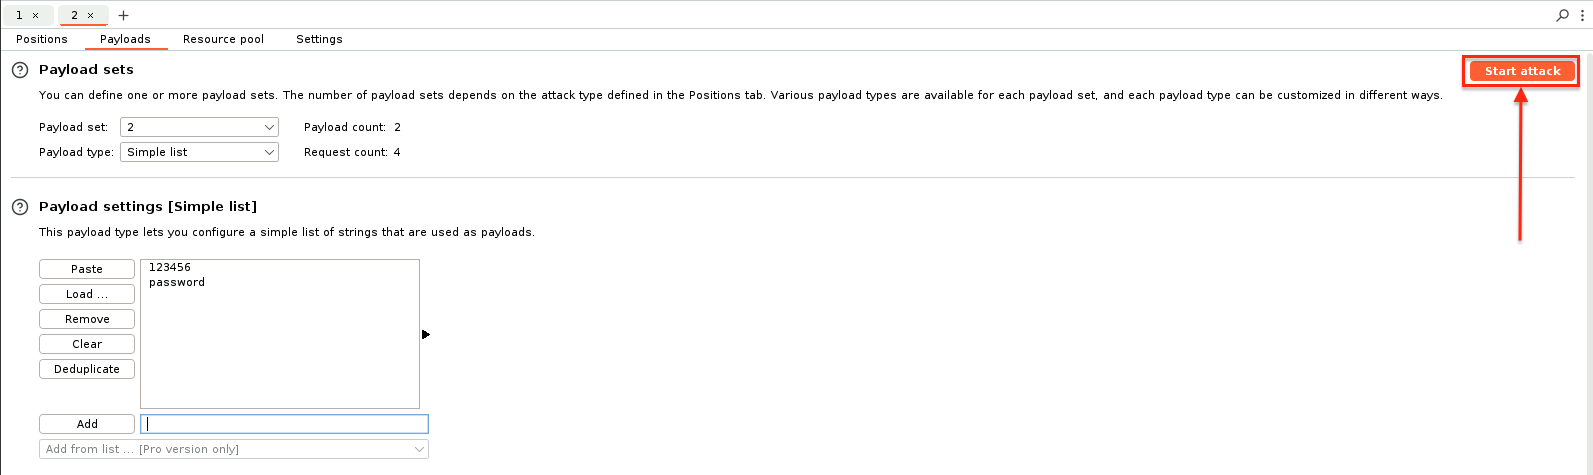 1 × 2 × +
Positions Payloads Resource pool Settings
? Payload sets
Start attack
You can define one or more payload sets. The number of payload sets depends on the attack type defined in the Positions tab. Various payload types are available for each payload set, and each payload type can be customized in different ways.
Payload set: 2 Payload count: 2
Payload type: Simple list Request count: 4
? Payload settings [Simple list]
This payload type lets you configure a simple list of strings that are used as payloads.
Paste 123456
password
Load ...
Remove
Clear
Deduplicate
Add
Add from list ... [Pro version only]